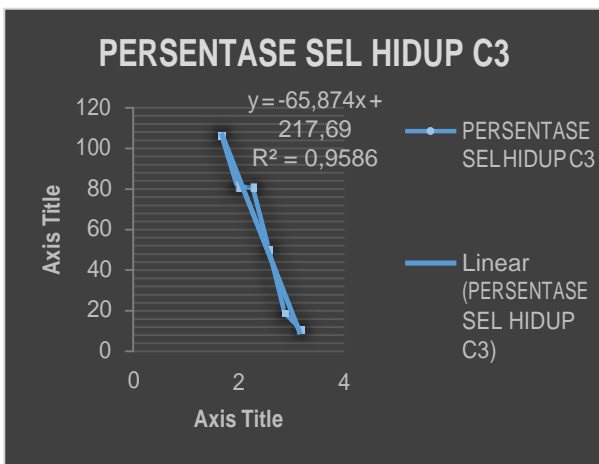 PERSENTASE SEL HIDUP C3
y = -65,874x +
217,69
R² = 0,9586
120
100
80
60
40
20
0
0
2
4
Axis Title
Axis Title
PERSENTASE
SEL HIDUP C3
Linear
(PERSENTASE
SEL HIDUP
C3)